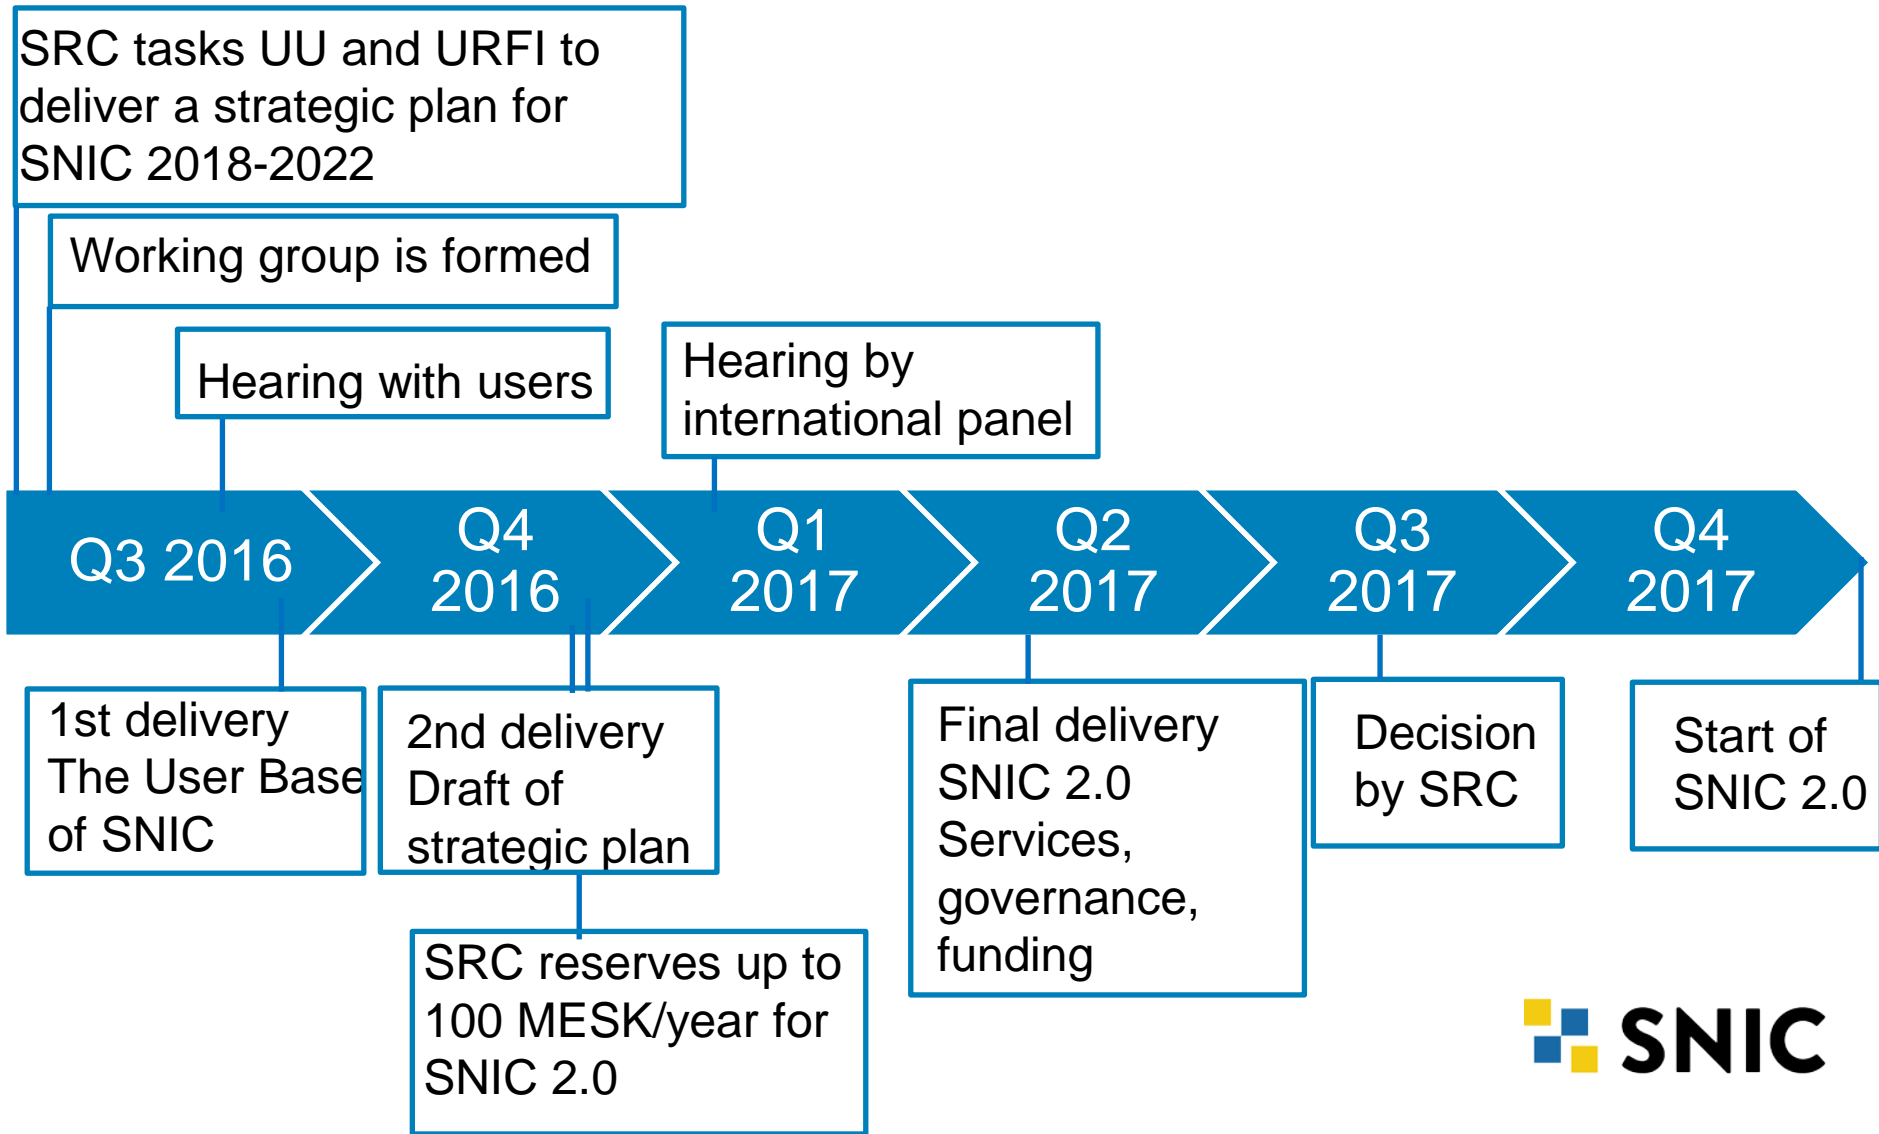 SRC tasks UU and URFI to
deliver a strategic plan for
SNIC 2018-2022
Working group is formed
Hearing with users
Hearing by
international panel
Q3 2016
Q4
2016
Q1
2017
Q2
2017
Q3
2017
Q4
2017
1st delivery
The User Base
of SNIC
2nd delivery
Draft of
strategic plan
SRC reserves up to
100 MESK/year for
SNIC 2.0
Final delivery
SNIC 2.0
Services,
governance,
funding
Decision
by SRC
Start of
SNIC 2.0
SNIC